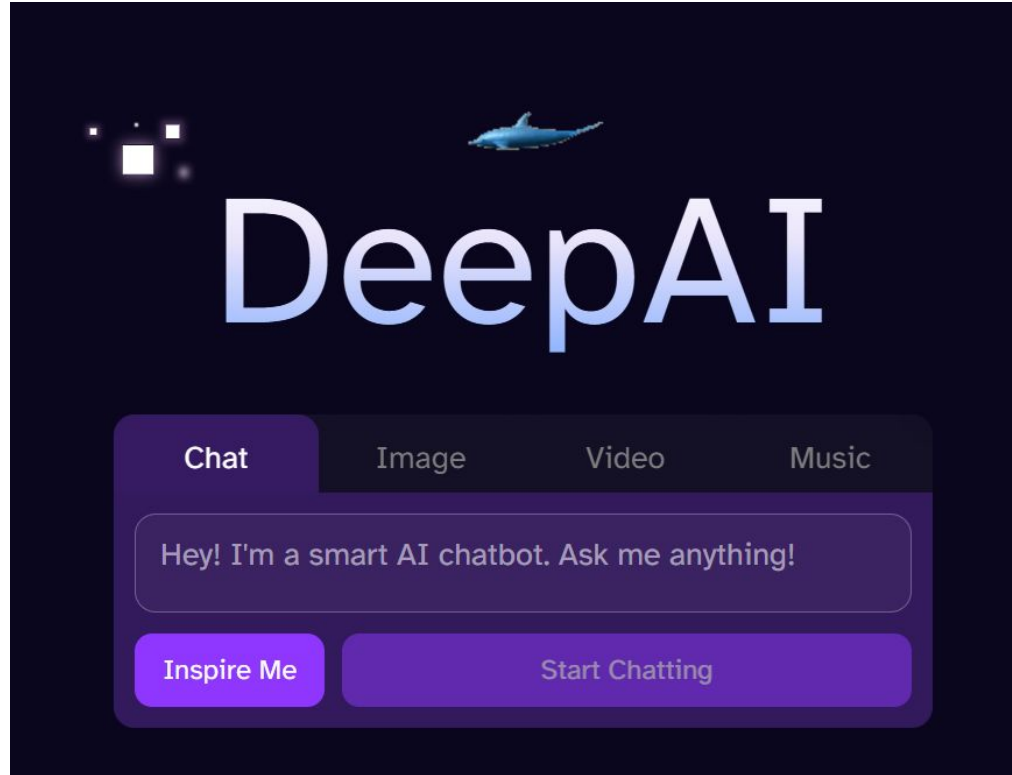 DeepAI
Chat Image Video Music
Hey! I'm a smart AI chatbot. Ask me anything!
Inspire Me Start Chatting